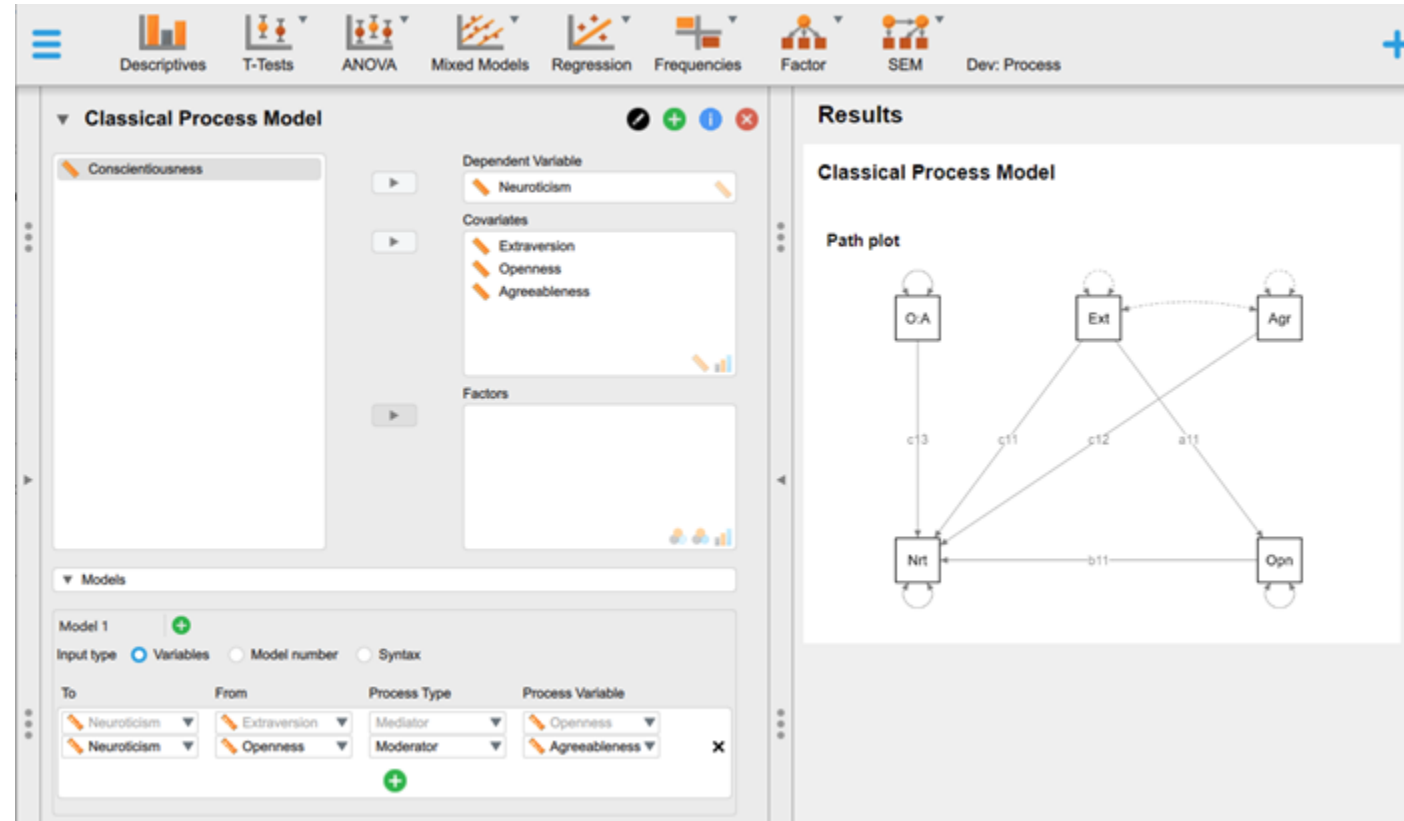 Descriptives T-Tests ANOVA Mixed Models Regression Frequencies Factor SEM Dev: Process
Classical Process Model
Conscientiousness
Dependent Variable
Neuroticism
Covariates
Extraversion
Openness
Agreeableness
Factors
Models
Model 1
Input type Variables Model number Syntax
To From Process Type Process Variable
Neuroticism Extraversion Mediator Openness
Neuroticism Openness Moderator Agreeableness
Results
Classical Process Model
Path plot
O:A Ext Agr
c13 c11 c12 a11
Nrt b11 Opn